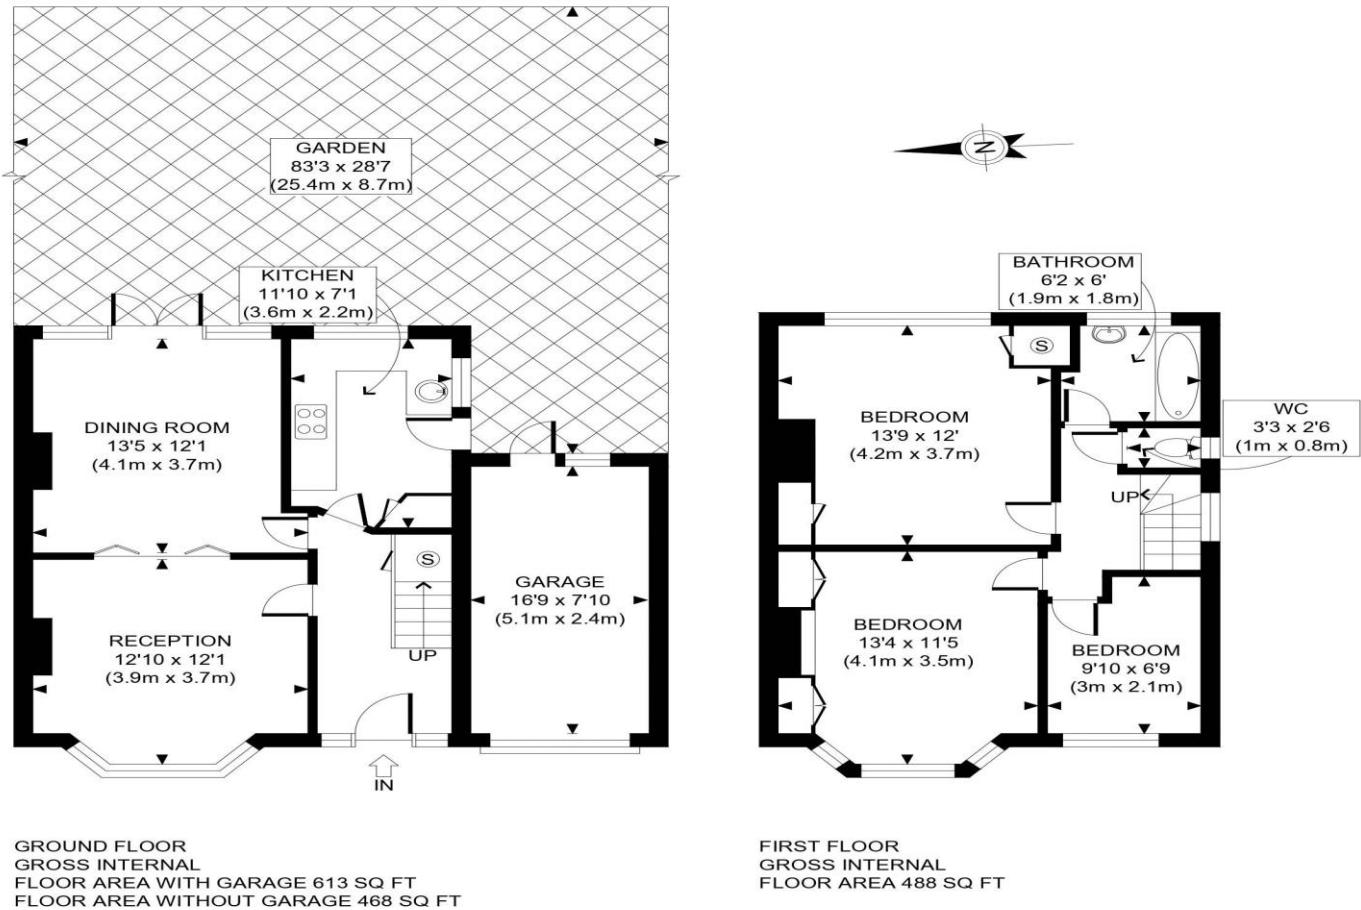 GARDEN
83'3 x 28'7
(25.4m x 8.7m)
N
KITCHEN
11'10 x 7'1
(3.6m x 2.2m)
BATHROOM
6'2 x 6'
(1.9m x 1.8m)
S
DINING ROOM
13'5 x 12'1
(4.1m x 3.7m)
BEDROOM
13'9 x 12'
(4.2m x 3.7m)
WC
3'3 x 2'6
(1m x 0.8m)
UP
S
GARAGE
16'9 x 7'10
(5.1m x 2.4m)
RECEPTION
12'10 x 12'1
(3.9m x 3.7m)
UP
BEDROOM
13'4 x 11'5
(4.1m x 3.5m)
BEDROOM
9'10 x 6'9
(3m x 2.1m)
IN
GROUND FLOOR
GROSS INTERNAL
FLOOR AREA WITH GARAGE 613 SQ FT
FLOOR AREA WITHOUT GARAGE 468 SQ FT
FIRST FLOOR
GROSS INTERNAL
FLOOR AREA 488 SQ FT